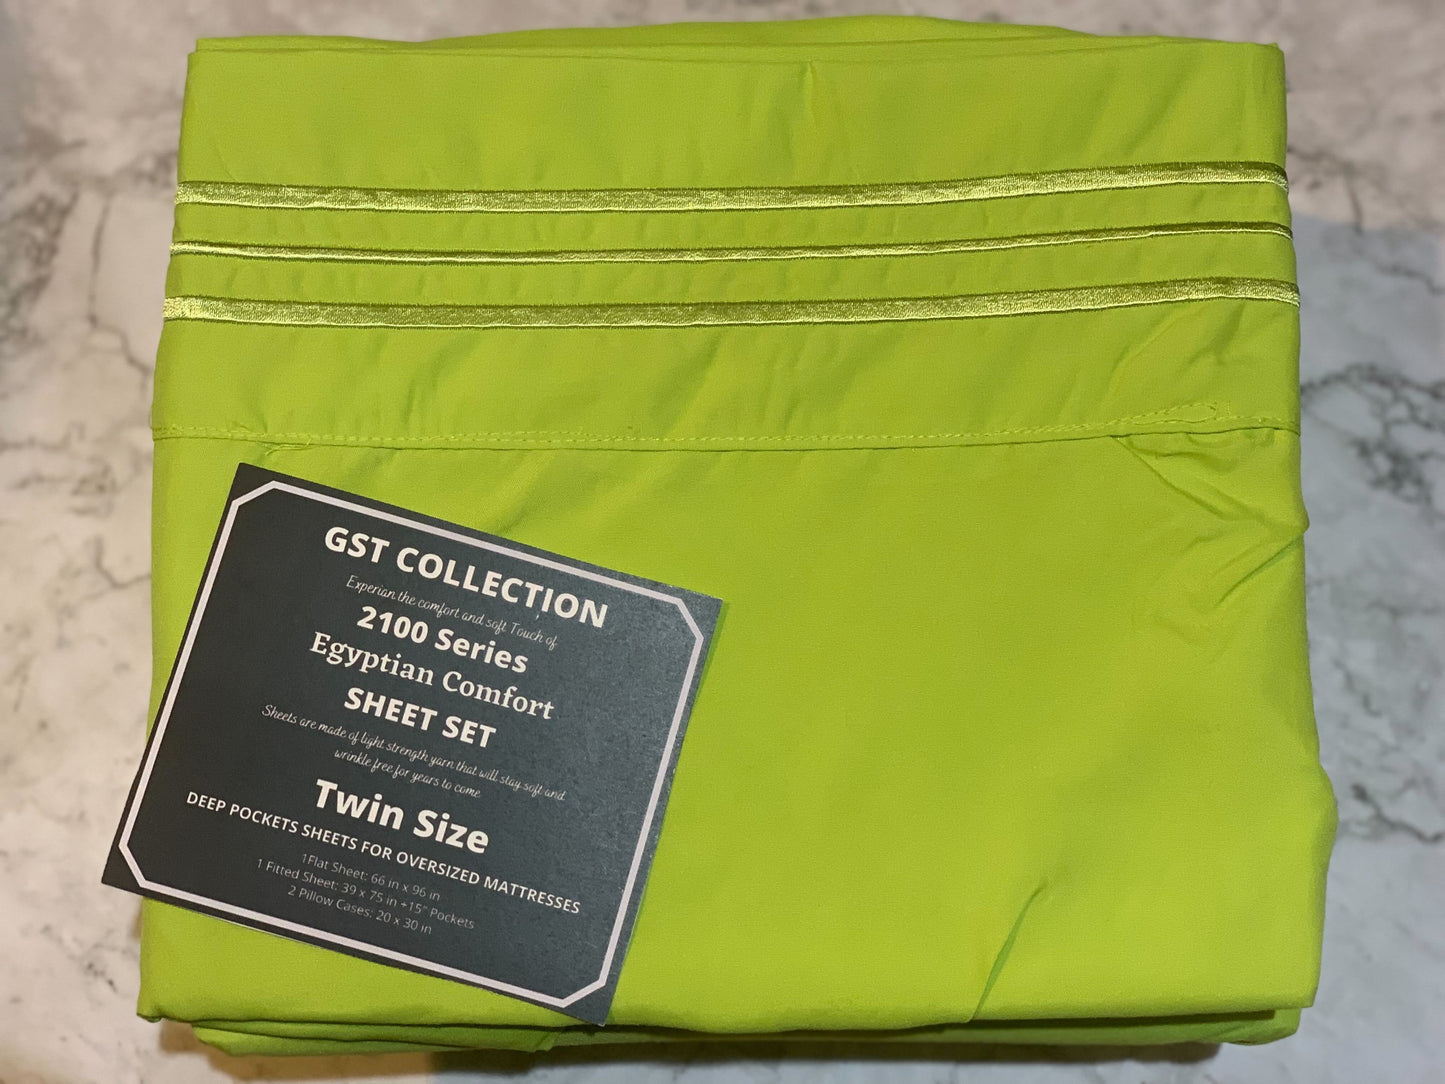 GST COLLECTION
Experian the comfort and soft Touch of
2100 Series
Egyptian Comfort
SHEET SET
Sheets are made of light strength yarn that will stay soft and
wrinkle free for years to come
Twin Size
DEEP POCKETS SHEETS FOR OVERSIZED MATTRESSES
1Flat Sheet: 66 in x 96 in
1 Fitted Sheet: 39 x 75 in +15" Pockets
2 Pillow Cases: 20 x 30 in